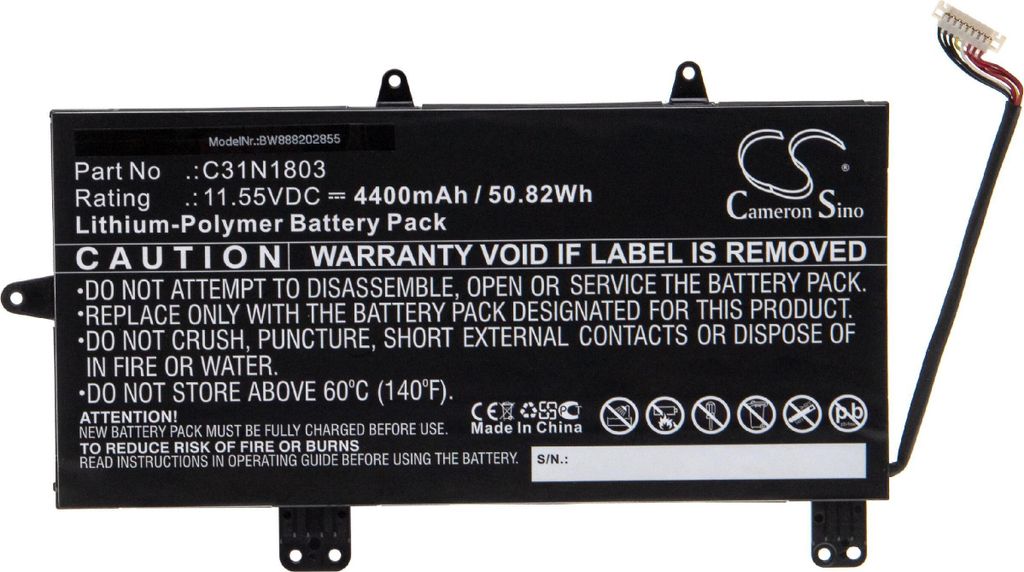 ModelNr.:BW888202855
Part No .: C31N1803
Rating .: 11.55VDC ⎓ 4400mAh / 50.82Wh
Lithium-Polymer Battery Pack
CS ®
Cameron Sino
CAUTION WARRANTY VOID IF LABEL IS REMOVED
•DO NOT ATTEMPT TO DISASSEMBLE, OPEN OR SERVICE THE BATTERY PACK.
•REPLACE ONLY WITH THE BATTERY PACK DESIGNATED FOR THIS PRODUCT.
•DO NOT CRUSH, PUNCTURE, SHORT EXTERNAL CONTACTS OR DISPOSE OF
IN FIRE OR WATER.
•DO NOT STORE ABOVE 60°C (140°F).
ATTENTION!
NEW BATTERY PACK MUST BE FULLY CHARGED BEFORE USE.
TO REDUCE RISK OF FIRE OR BURNS
READ INSTRUCTIONS IN OPERATING GUIDE BEFORE USING THE BATTERY.
CE
Made In China
Pb
S/N.: